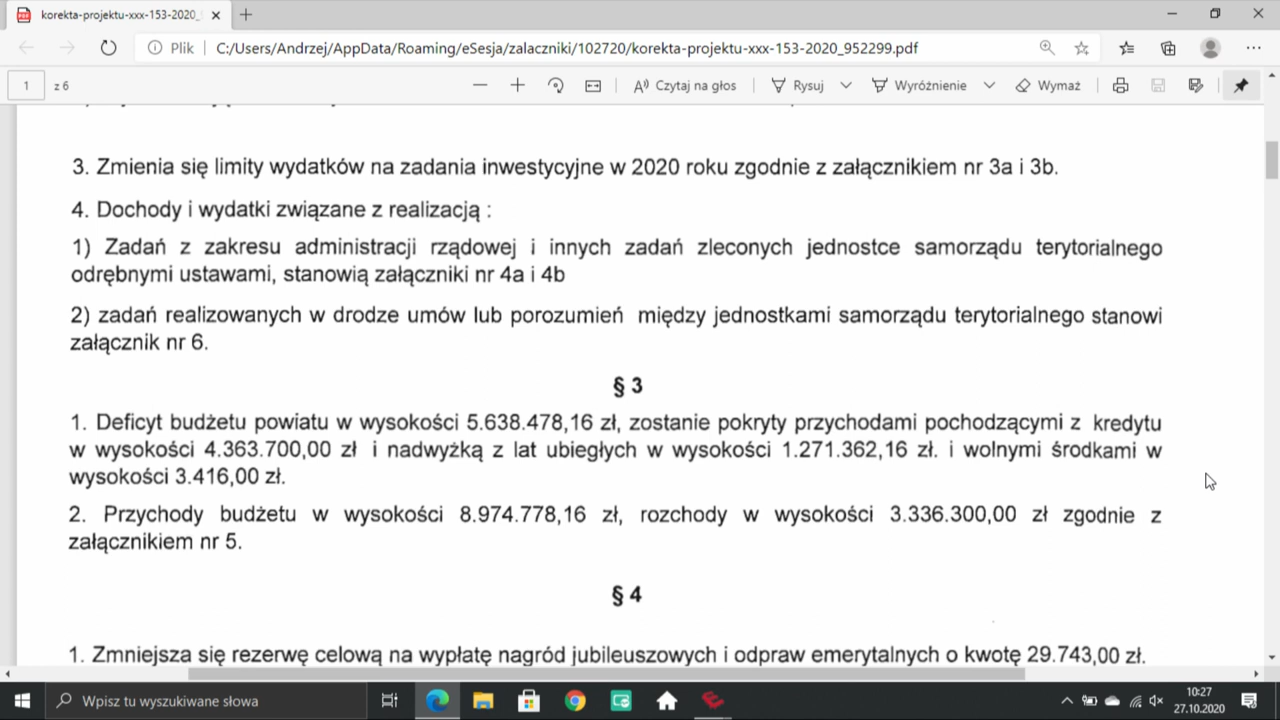 korekta-projektu-xxx-153-2020_
Plik
C:/Users/Andrzej/AppData/Roaming/eSesja/zalaczniki/102720/korekta-projektu-xxx-153-2020_952299.pdf
1 z 6
Czytaj na głos
Rysuj
Wyróżnienie
Wymaż
3. Zmienia się limity wydatków na zadania inwestycyjne w 2020 roku zgodnie z załącznikiem nr 3a i 3b.
4. Dochody i wydatki związane z realizacją :
1) Zadań z zakresu administracji rządowej i innych zadań zleconych jednostce samorządu terytorialnego
odrębnymi ustawami, stanowią załączniki nr 4a i 4b
2) zadań realizowanych w drodze umów lub porozumień między jednostkami samorządu terytorialnego stanowi
załącznik nr 6.
§ 3
1. Deficyt budżetu powiatu w wysokości 5.638.478,16 zł, zostanie pokryty przychodami pochodzącymi z kredytu
w wysokości 4.363.700,00 zł i nadwyżką z lat ubiegłych w wysokości 1.271.362,16 zł. i wolnymi środkami w
wysokości 3.416,00 zł.
2. Przychody budżetu w wysokości 8.974.778,16 zł, rozchody w wysokości 3.336.300,00 zł zgodnie z
załącznikiem nr 5.
§ 4
1. Zmniejsza się rezerwę celową na wypłatę nagród jubileuszowych i odpraw emerytalnych o kwotę 29.743,00 zł.
Wpisz tu wyszukiwane słowa
10:27
27.10.2020